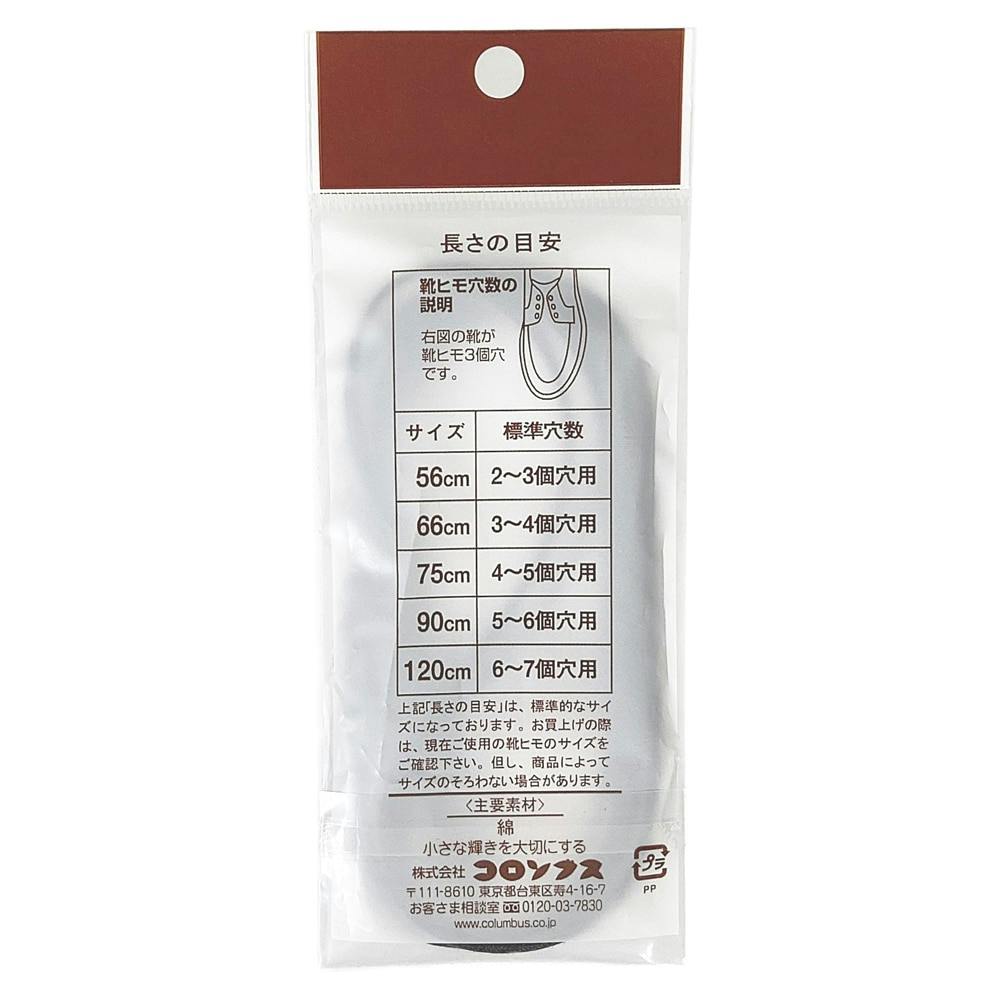 長さの目安
靴ヒモ穴数の
説明
右図の靴が
靴ヒモ3個穴
です。
サイズ 標準穴数
56cm 2〜3個穴用
66cm 3〜4個穴用
75cm 4〜5個穴用
90cm 5〜6個穴用
120cm 6〜7個穴用
上記「長さの目安」は、標準的なサイ
ズになっております。お買上げの際
は、現在ご使用の靴ヒモのサイズを
ご確認下さい。但し、商品によって
サイズのそろわない場合があります。
〈主要素材〉
綿
小さな輝きを大切にする
株式会社 コロンブス
〒111-8610 東京都台東区寿4-16-7
お客さま相談室 0120-03-7830
www.columbus.co.jp
プラ
PP